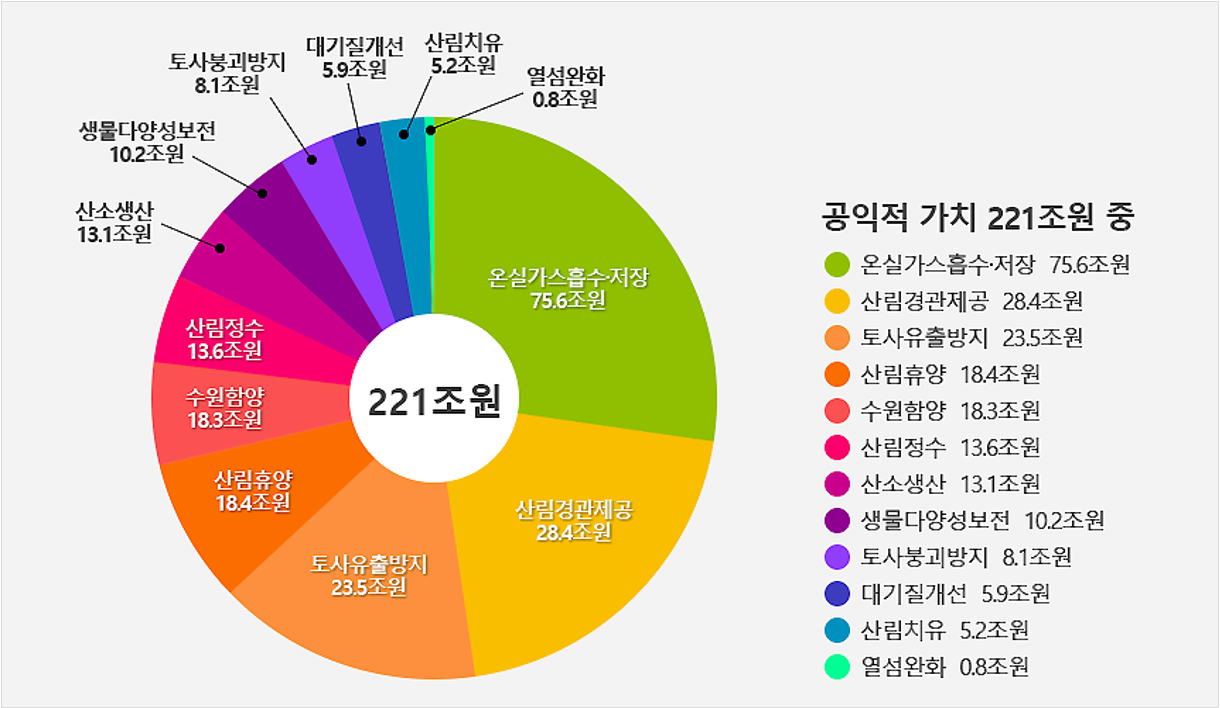 대기질개선
5.9조원
산림치유
5.2조원
토사붕괴방지
8.1조원
열섬완화
0.8조원
생물다양성보전
10.2조원
산소생산
13.1조원
온실가스흡수·저장
75.6조원
산림정수
13.6조원
수원함양
18.3조원
221조원
산림휴양
18.4조원
산림경관제공
28.4조원
토사유출방지
23.5조원
공익적 가치 221조원 중
온실가스흡수·저장 75.6조원
산림경관제공 28.4조원
토사유출방지 23.5조원
산림휴양 18.4조원
수원함양 18.3조원
산림정수 13.6조원
산소생산 13.1조원
생물다양성보전 10.2조원
토사붕괴방지 8.1조원
대기질개선 5.9조원
산림치유 5.2조원
열섬완화 0.8조원